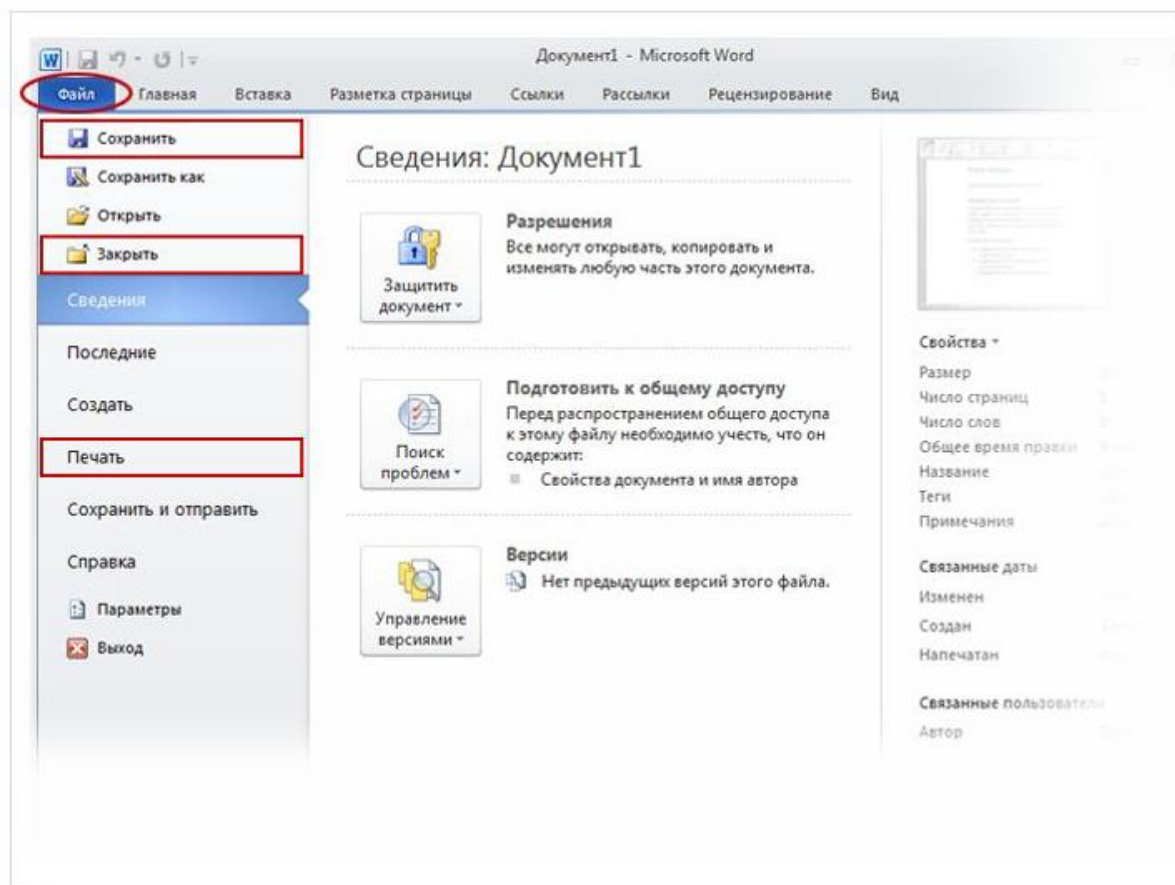 Документ1 - Microsoft Word
Файл Главная Вставка Разметка страницы Ссылки Рассылки Рецензирование Вид
Сохранить
Сохранить как
Открыть
Закрыть
Сведения
Последние
Создать
Печать
Сохранить и отправить
Справка
Параметры
Выход
Сведения: Документ1
Защитить
документ
Разрешения
Все могут открывать, копировать и
изменять любую часть этого документа.
Поиск
проблем
Подготовить к общему доступу
Перед распространением общего доступа
к этому файлу необходимо учесть, что он
содержит:
Свойства документа и имя автора
Управление
версиями
Версии
Нет предыдущих версий этого файла.
Свойства
Размер
Число страниц
Число слов
Общее время правки
Название
Теги
Примечания
Связанные даты
Изменен
Создан
Напечатан
Связанные пользователи
Автор